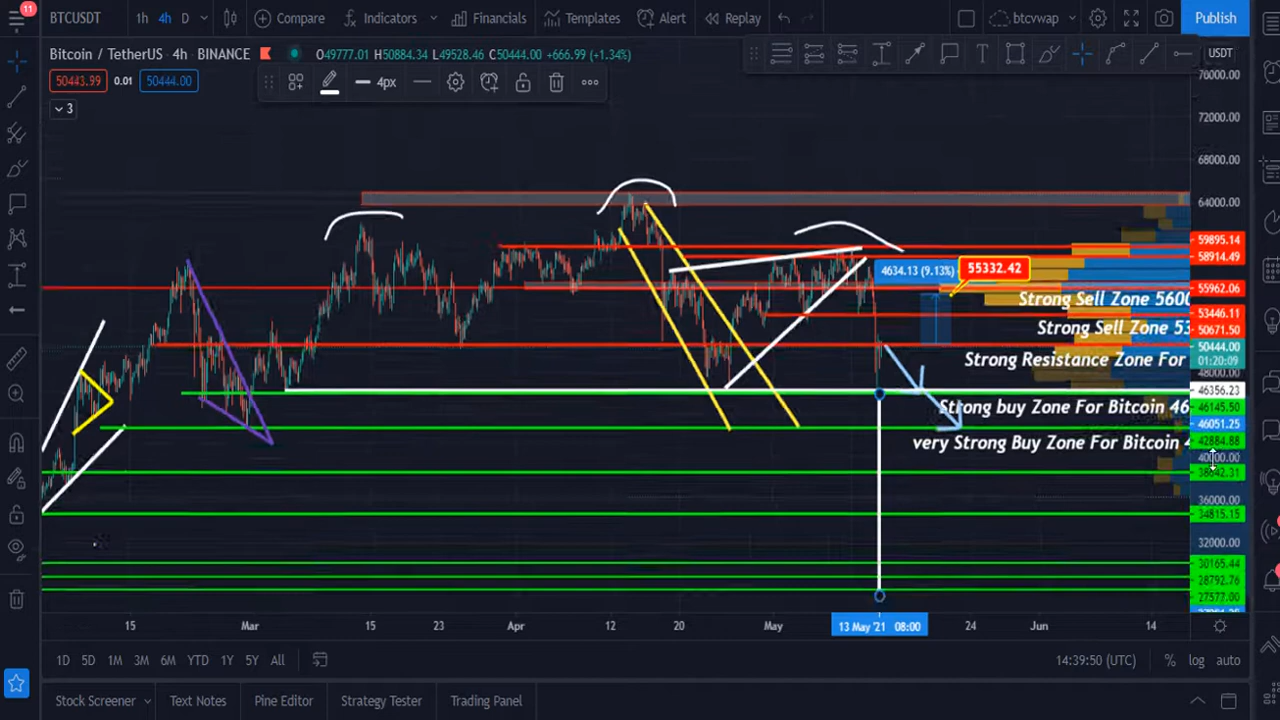 11
BTCUSDT 1h 4h D Compare Indicators Financials Templates Alert Replay btcvwap Publish
Bitcoin / TetherUS 4h BINANCE O49777.01 H50884.34 L49528.46 C50444.00 +666.99 (+1.34%)
USDT
50443.99 0.01 50444.00
4px
3
76000.00
72000.00
68000.00
64000.00
59895.14
58914.49
4634.13 (9.13%) 55332.42
55962.06
Strong Sell Zone 5600
53446.11
Strong Sell Zone 53
50671.50
50444.00
01:20:09
Strong Resistance Zone For
48000.00
46356.23
Strong buy Zone For Bitcoin 46
46145.50
46051.25
very Strong Buy Zone For Bitcoin 4
42884.88
40000.00
36000.00
34815.15
32000.00
30165.44
28792.76
27577.00
15 Mar 15 23 Apr 12 20 May 13 May '21 08:00 24 Jun 14
1D 5D 1M 3M 6M YTD 1Y 5Y All 14:39:50 (UTC) % log auto
Stock Screener Text Notes Pine Editor Strategy Tester Trading Panel